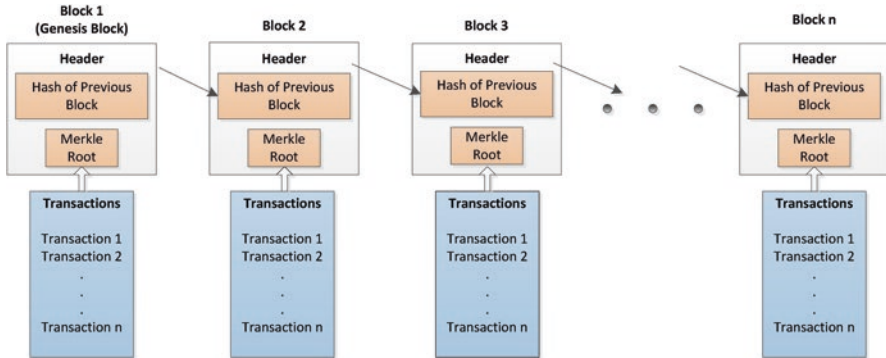 Block 1
(Genesis Block)
Header
Hash of Previous
Block
Merkle
Root
Transactions
Transaction 1
Transaction 2
.
.
.
Transaction n
Block 2
Header
Hash of Previous
Block
Merkle
Root
Transactions
Transaction 1
Transaction 2
.
.
.
Transaction n
Block 3
Header
Hash of Previous
Block
Merkle
Root
Transactions
Transaction 1
Transaction 2
.
.
.
Transaction n
Block n
Header
Hash of Previous
Block
Merkle
Root
Transactions
Transaction 1
Transaction 2
.
.
.
Transaction n